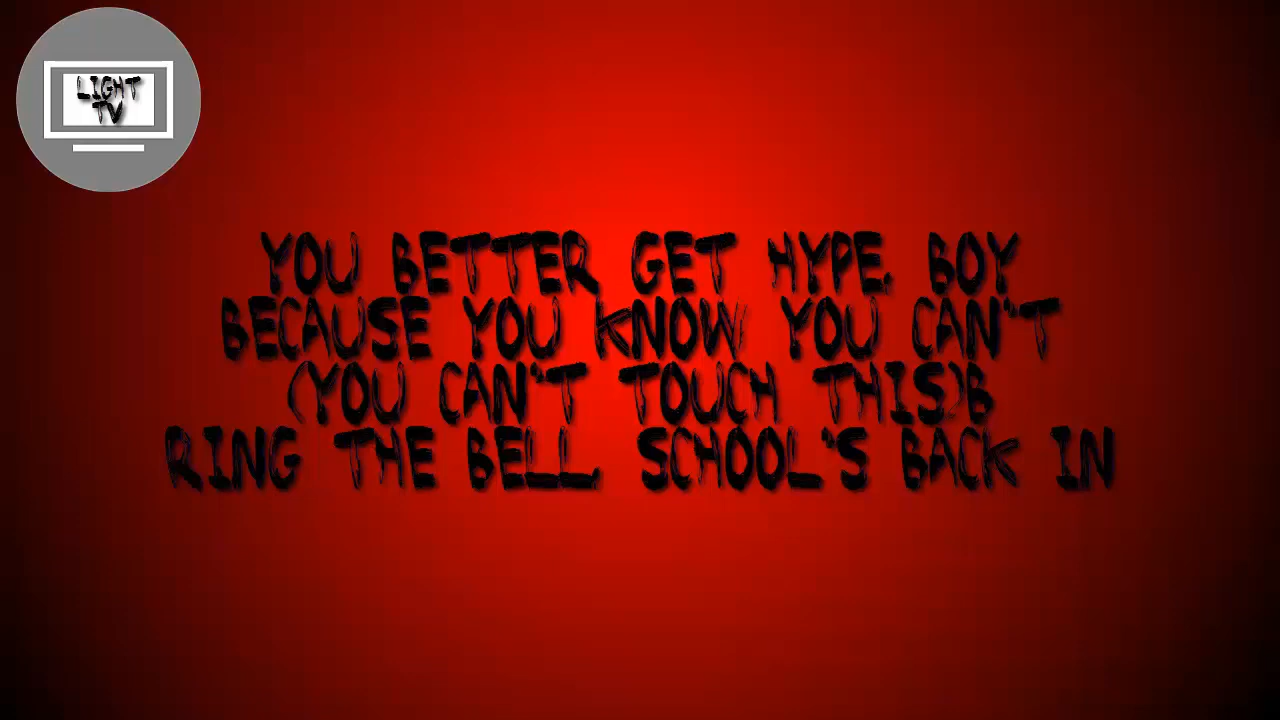 LIGHT
TV
YOU BETTER GET HYPE, BOY
BECAUSE YOU KNOW YOU CAN'T
(YOU CAN'T TOUCH THIS)B
RING THE BELL, SCHOOL'S BACK IN